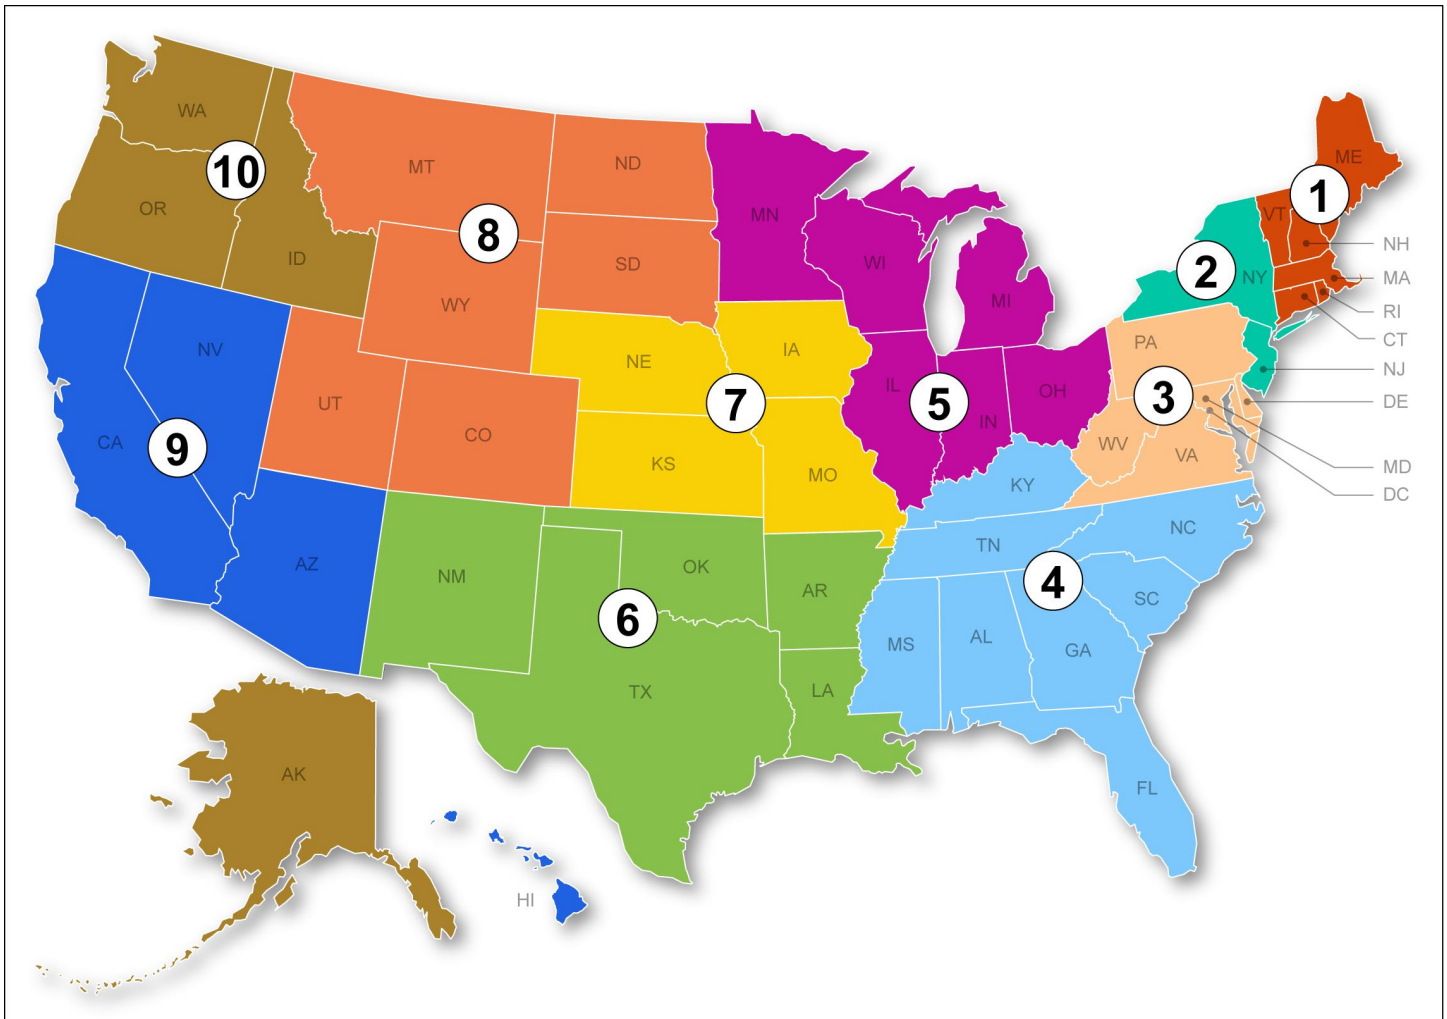 WA
10
OR
ID
MT
ND
8
WY
SD
MN
WI
MI
ME
1
VT
NH
2
NY
MA
RI
CT
NJ
PA
3
DE
WV
VA
MD
DC
NV
CA
9
UT
CO
NE
IA
7
KS
MO
IL
5
IN
OH
KY
TN
NC
4
SC
AZ
NM
OK
AR
6
TX
LA
MS
AL
GA
FL
AK
HI